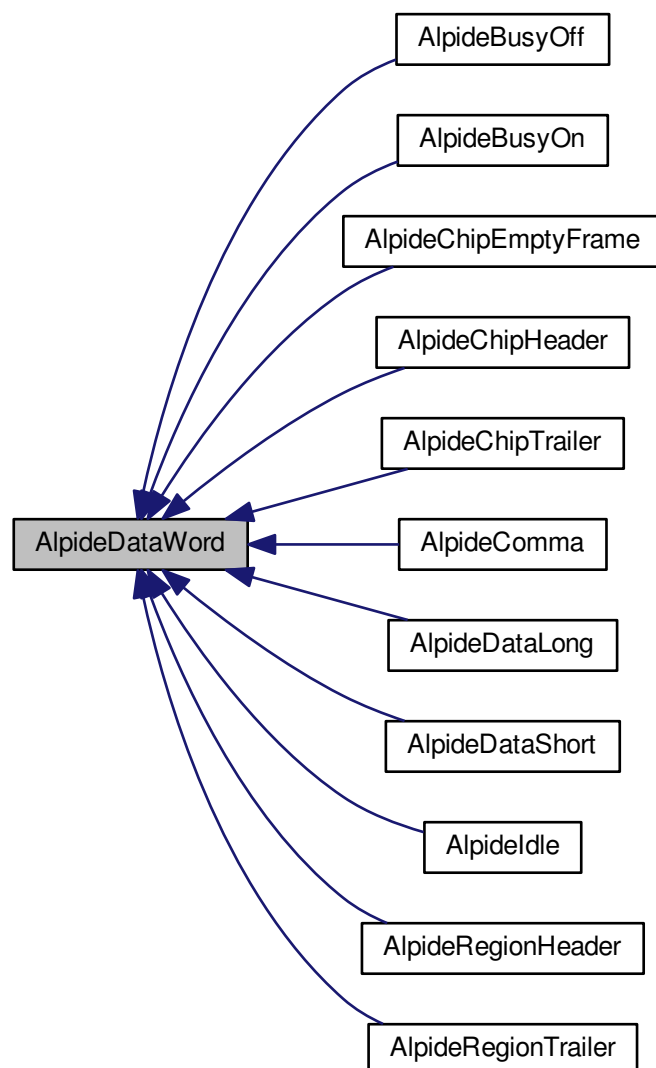 AlpideBusyOff
AlpideBusyOn
AlpideChipEmptyFrame
AlpideChipHeader
AlpideChipTrailer
AlpideDataWord
AlpideComma
AlpideDataLong
AlpideDataShort
AlpideIdle
AlpideRegionHeader
AlpideRegionTrailer